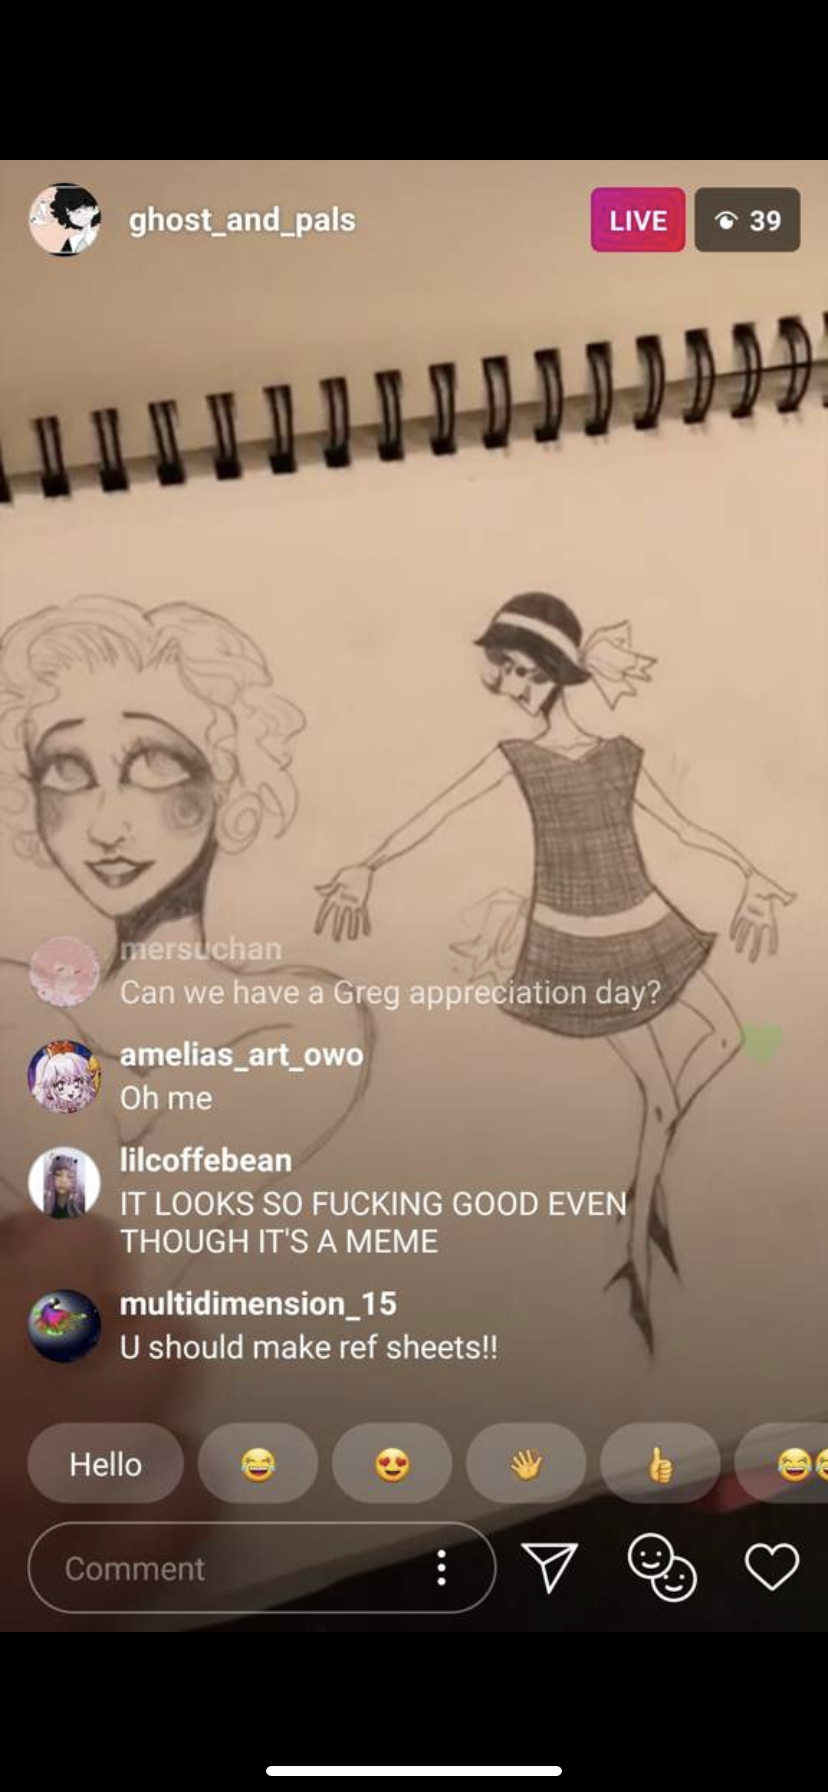 ghost_and_pals
LIVE
39
mersuchan
Can we have a Greg appreciation day?
amelias_art_owo
Oh me
lilcoffebean
IT LOOKS SO FUCKING GOOD EVEN
THOUGH IT'S A MEME
multidimension_15
U should make ref sheets!!
Hello
Comment